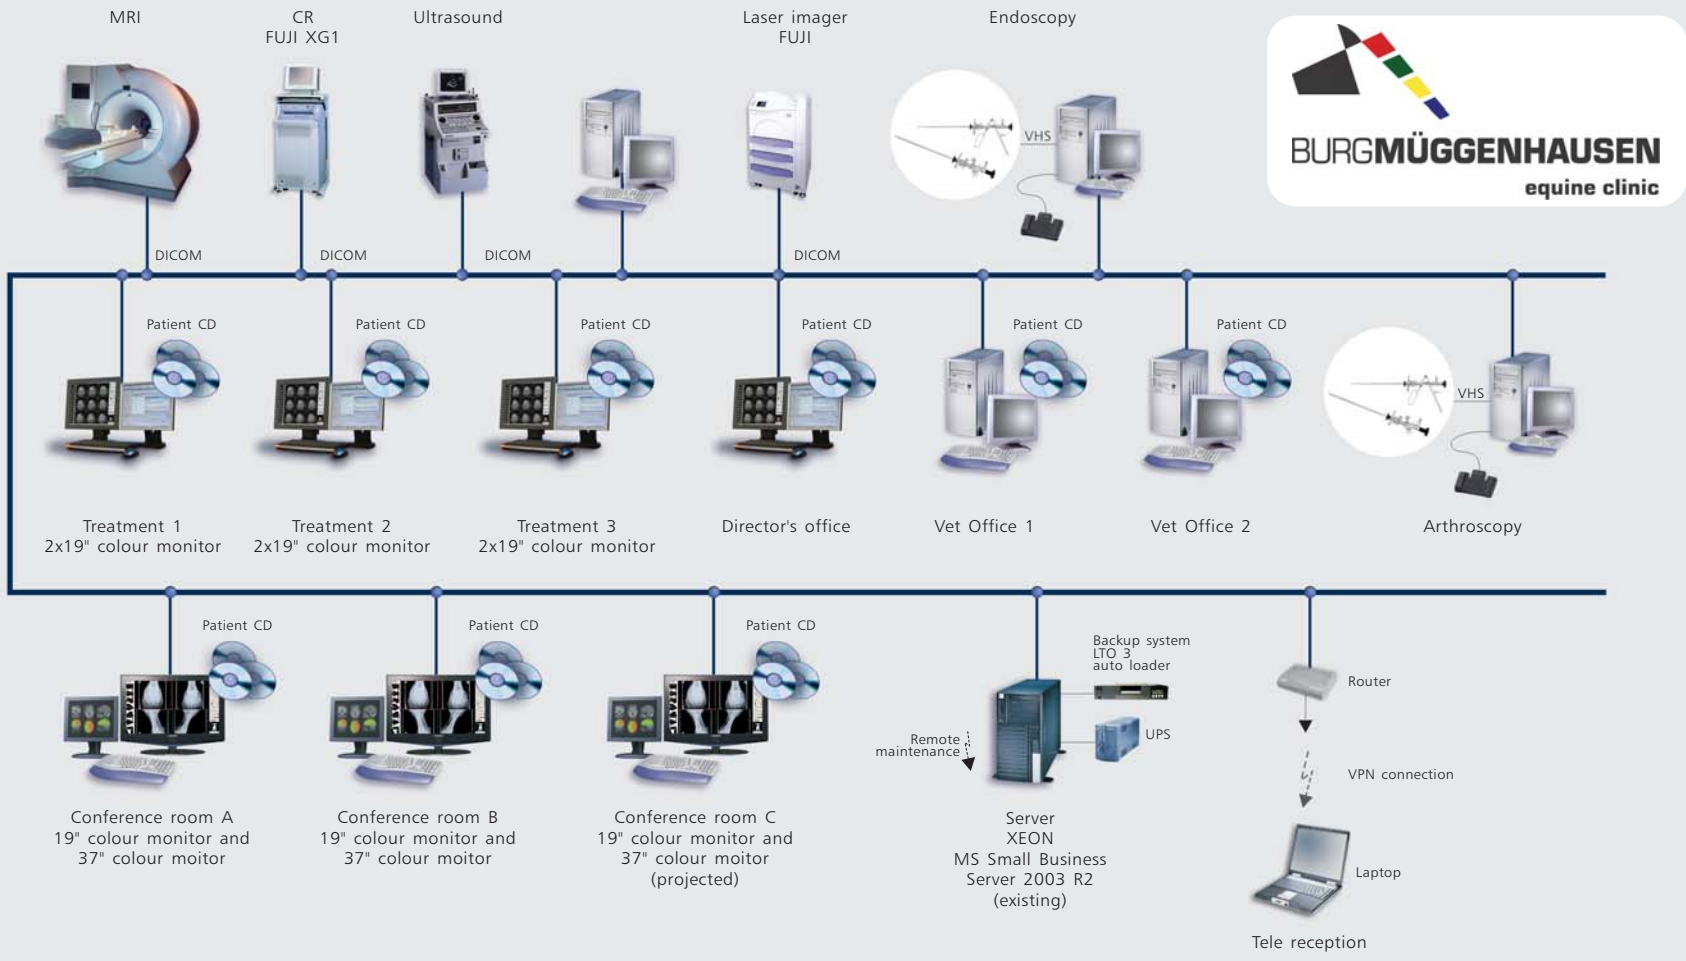 MRI
CR
FUJI XG1
Ultrasound
Laser imager
FUJI
Endoscopy
VHS
BURGMÜGGENHAUSEN
equine clinic
DICOM
DICOM
DICOM
DICOM
Patient CD
Patient CD
Patient CD
Patient CD
Patient CD
Patient CD
VHS
Treatment 1
2x19" colour monitor
Treatment 2
2x19" colour monitor
Treatment 3
2x19" colour monitor
Director's office
Vet Office 1
Vet Office 2
Arthroscopy
Patient CD
Patient CD
Patient CD
Backup system
LTO 3
auto loader
Router
Remote
maintenance
UPS
VPN connection
Conference room A
19" colour monitor and
37" colour moitor
Conference room B
19" colour monitor and
37" colour moitor
Conference room C
19" colour monitor and
37" colour moitor
(projected)
Server
XEON
MS Small Business
Server 2003 R2
(existing)
Laptop
Tele reception